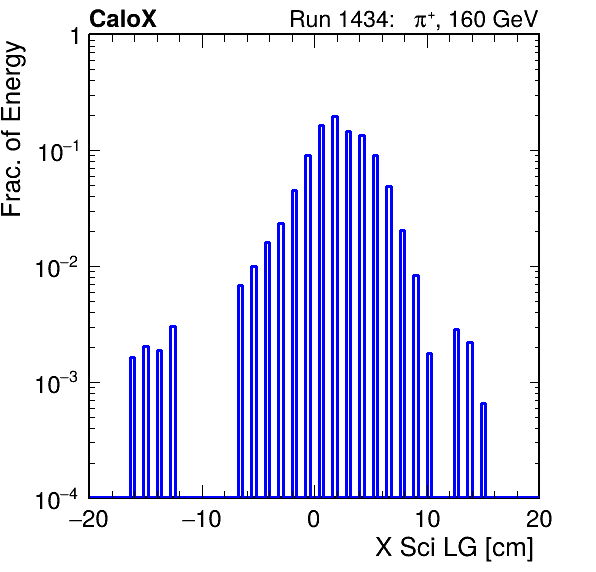 CaloX Run 1434: π⁺, 160 GeV
Frac. of Energy
1
10⁻¹
10⁻²
10⁻³
10⁻⁴
−20 −10 0 10 20
X Sci LG [cm]